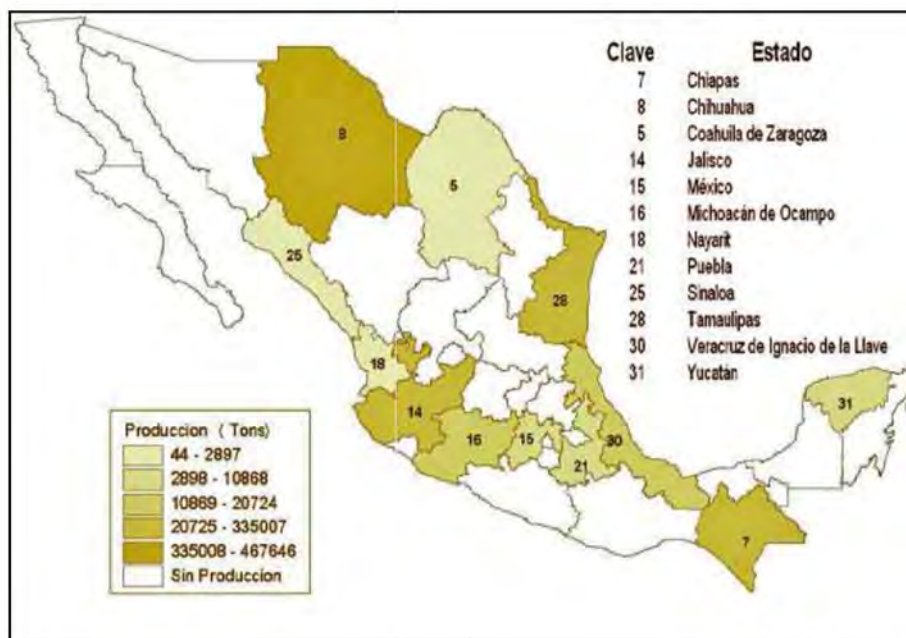 Clave Estado
7 Chiapas
8 Chihuahua
5 Coahuila de Zaragoza
14 Jalisco
15 México
16 Michoacán de Ocampo
18 Nayarit
21 Puebla
25 Sinaloa
28 Tamaulipas
30 Veracruz de Ignacio de la Llave
31 Yucatán
8
5
25
28
18
14
16
15
21
30
31
7
Produccion ( Tons)
44 - 2897
2898 - 10868
10869 - 20724
20725 - 335007
335008 - 467646
Sin Produccion